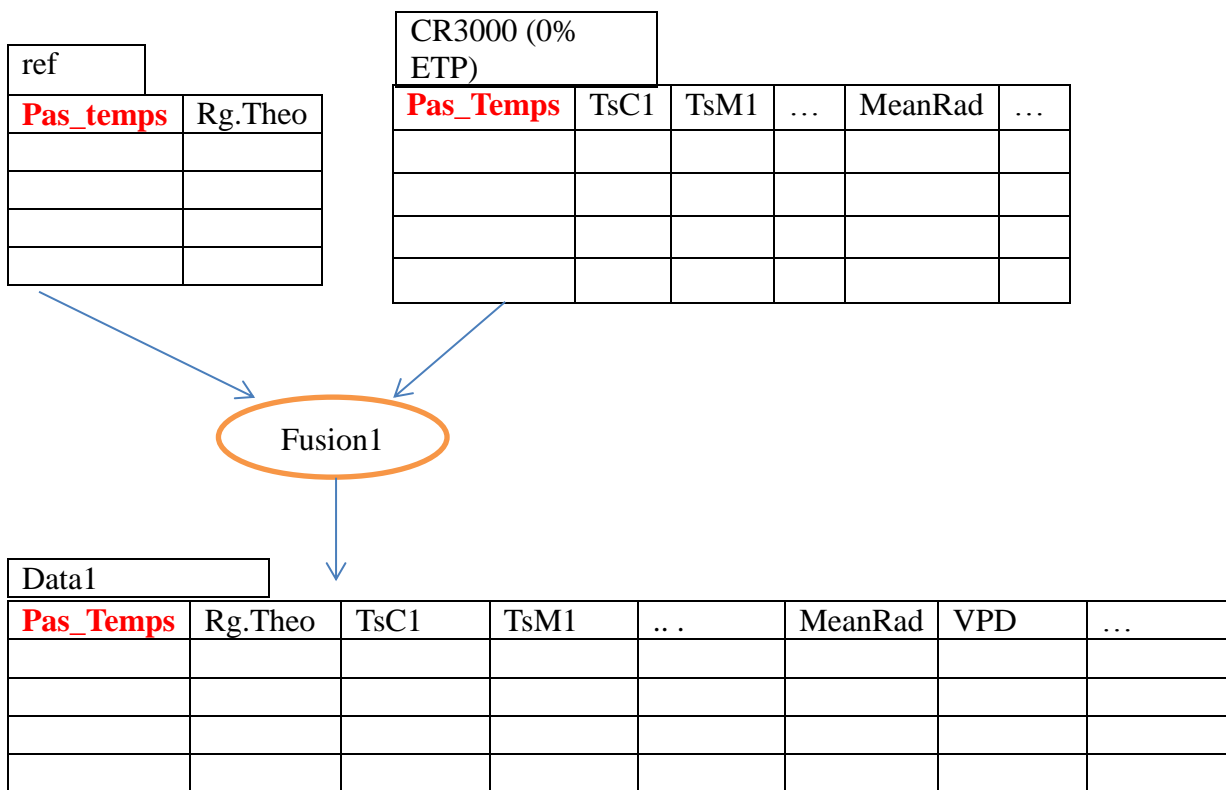 ref
Pas_temps Rg.Theo
CR3000 (0%
ETP)
Pas_Temps TsC1 TsM1 … MeanRad …
Fusion1
Data1
Pas_Temps Rg.Theo TsC1 TsM1 .. . MeanRad VPD …